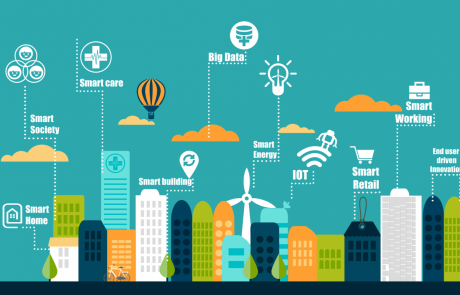 Big Data
Smart care
Smart
Working
Smart
Society
Smart
Energy
End user
driven
Innovation
IOT
Smart
Retail
Smart building
Smart
Home